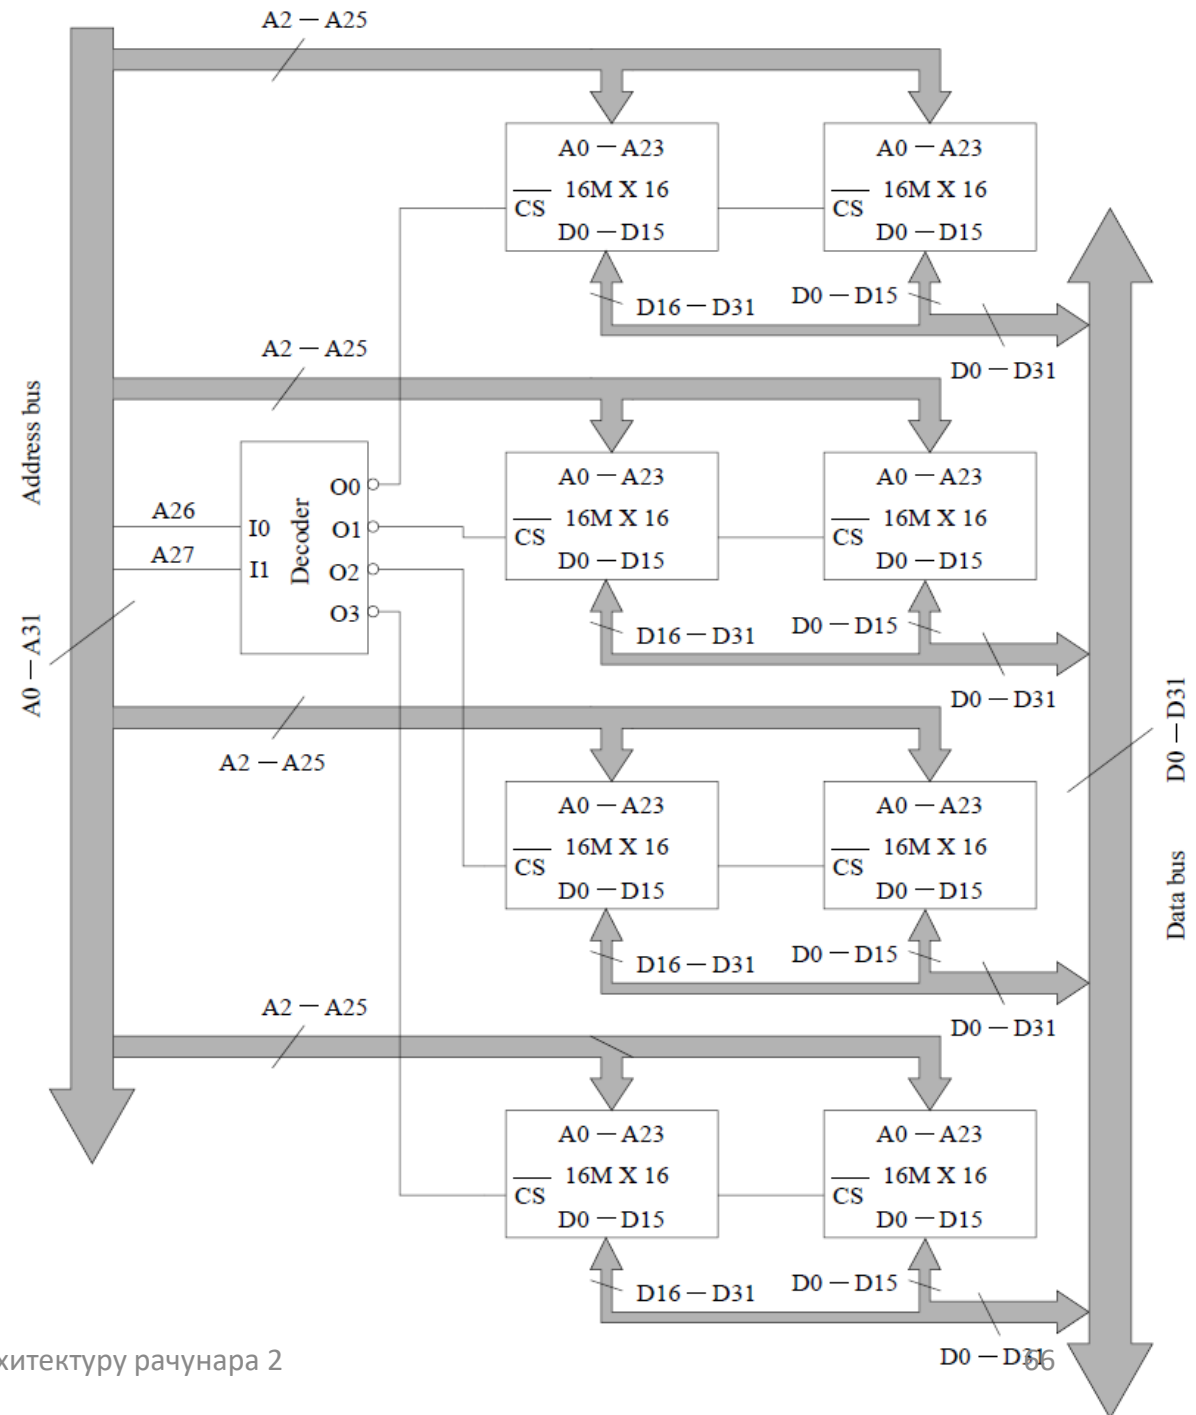 A2 — A25
A0 — A23
16M X 16
CS
D0 — D15
A0 — A23
16M X 16
CS
D0 — D15
D16 — D31
D0 — D15
D0 — D31
A2 — A25
Address bus
A0 — A31
A26
A27
I0
I1
Decoder
O0
O1
O2
O3
A0 — A23
16M X 16
CS
D0 — D15
A0 — A23
16M X 16
CS
D0 — D15
D16 — D31
D0 — D15
D0 — D31
A2 — A25
A0 — A23
16M X 16
CS
D0 — D15
A0 — A23
16M X 16
CS
D0 — D15
D16 — D31
D0 — D15
D0 — D31
D0 — D31
Data bus
A2 — A25
A0 — A23
16M X 16
CS
D0 — D15
A0 — A23
16M X 16
CS
D0 — D15
D16 — D31
D0 — D15
D0 — D31
хитектуру рачунара 2
66